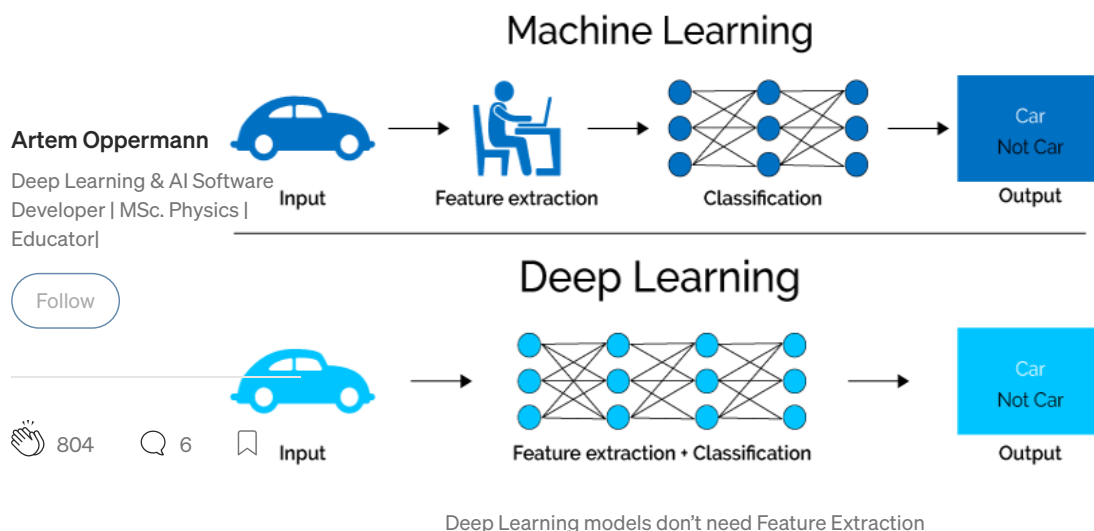 Machine Learning
Artem Oppermann
Deep Learning & AI Software
Developer | MSc. Physics |
Educator|
Follow
804
6
Input
Feature extraction
Classification
Car
Not Car
Output
Deep Learning
Input
Feature extraction + Classification
Car
Not Car
Output
Deep Learning models don’t need Feature Extraction